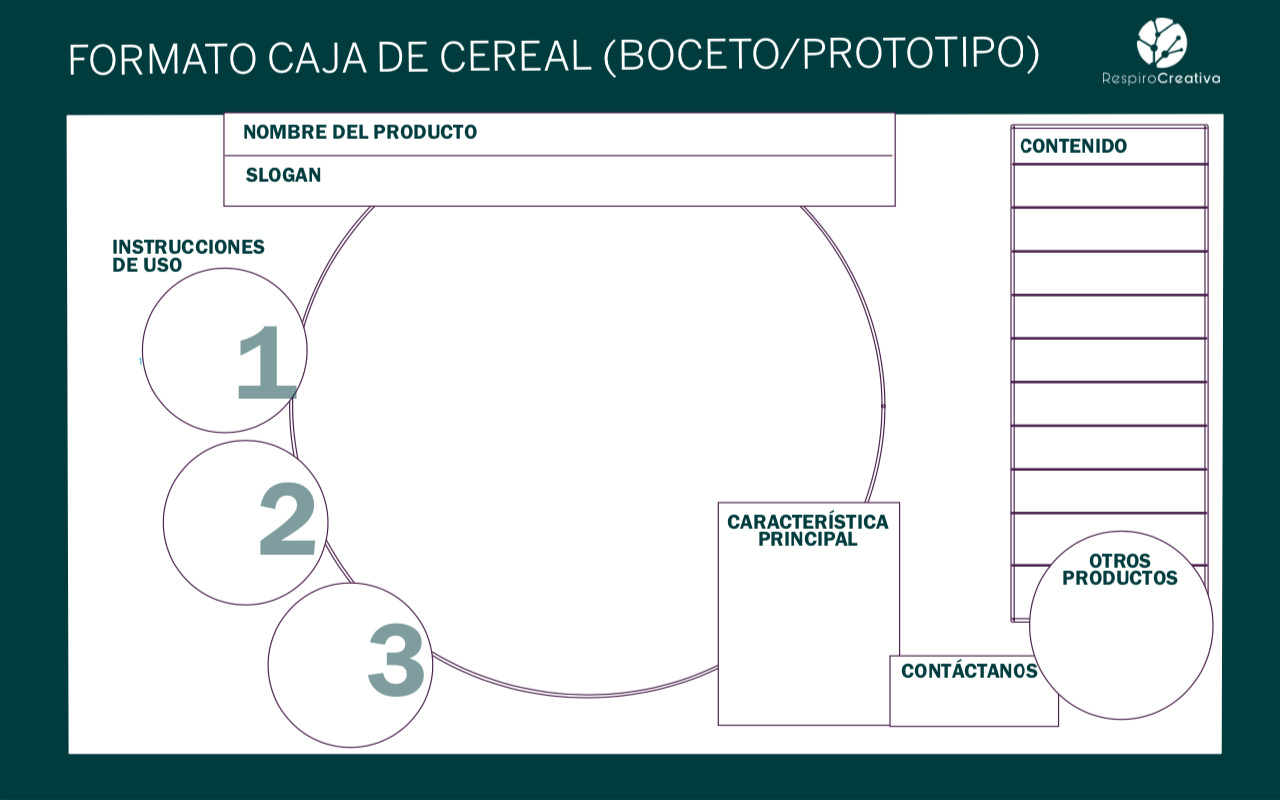 FORMATO CAJA DE CEREAL (BOCETO/PROTOTIPO)
RespiroCreativa
NOMBRE DEL PRODUCTO
SLOGAN
CONTENIDO
INSTRUCCIONES
DE USO
1
2
3
CARACTERÍSTICA
PRINCIPAL
OTROS
PRODUCTOS
CONTÁCTANOS